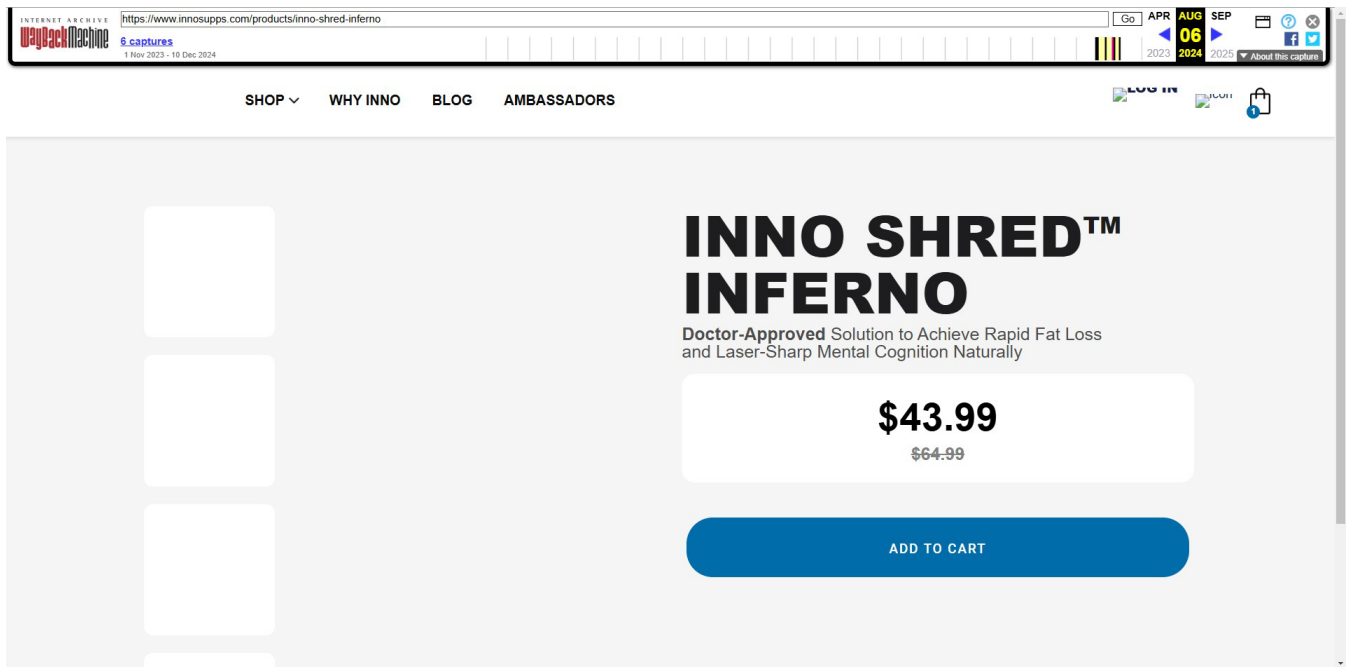 INTERNET ARCHIVE
WayBackMachine
https://www.innosupps.com/products/inno-shred-inferno
Go
APR AUG SEP
6 captures
06
1 Nov 2023 - 10 Dec 2024
2023 2024 2025
About this capture
SHOP WHY INNO BLOG AMBASSADORS
LOG IN
icon
1
INNO SHRED™
INFERNO
Doctor-Approved Solution to Achieve Rapid Fat Loss
and Laser-Sharp Mental Cognition Naturally
$43.99
$64.99
ADD TO CART